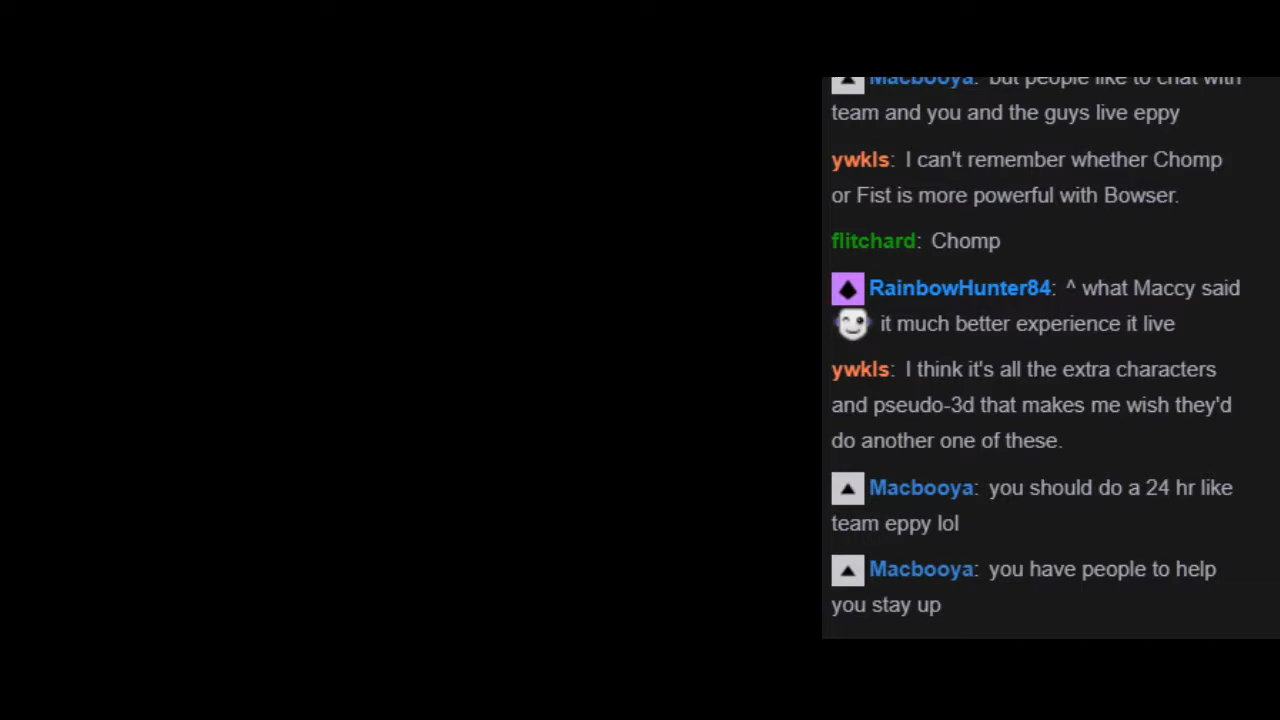 Macbooya: but people like to chat with
team and you and the guys live eppy
ywkls: I can't remember whether Chomp
or Fist is more powerful with Bowser.
flitchard: Chomp
RainbowHunter84: ^ what Maccy said
it much better experience it live
ywkls: I think it's all the extra characters
and pseudo-3d that makes me wish they'd
do another one of these.
Macbooya: you should do a 24 hr like
team eppy lol
Macbooya: you have people to help
you stay up